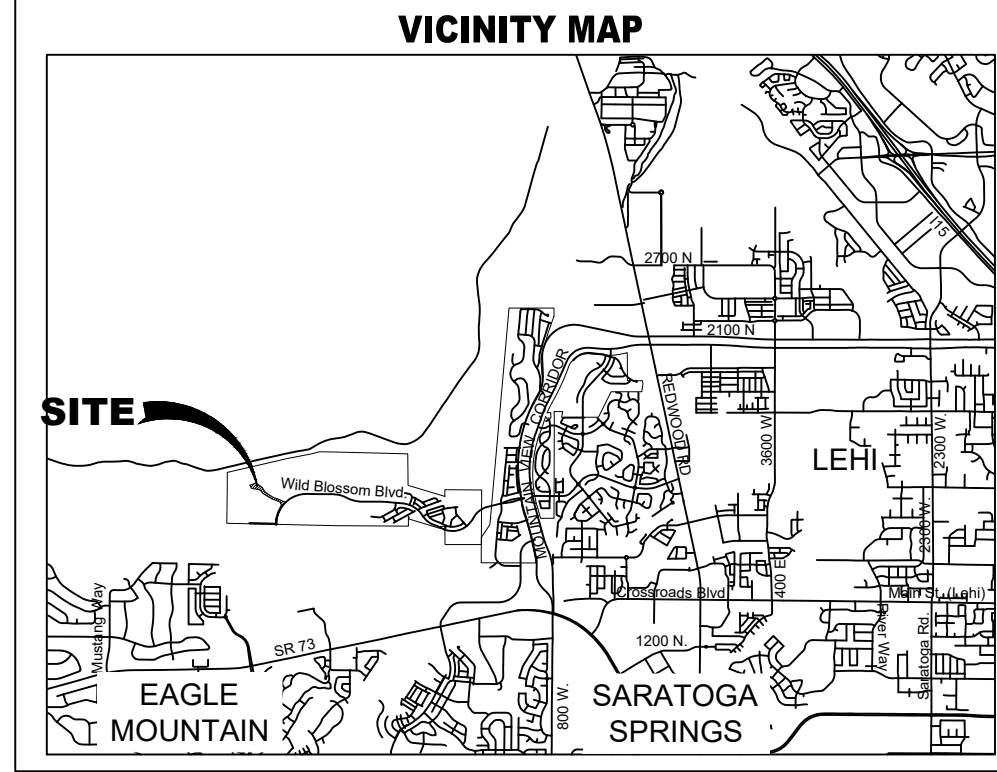 VICINITY MAP
I15
2700 N
2100 N
MOUNTAIN VIEW CORRIDOR
REDWOOD RD
3600 W.
2300 W.
SITE
LEHI
Wild Blossom Blvd.
2300 W.
400 E
Crossroads Blvd
Main St. (Lehi)
Mustang Way
River Way
Saratoga Rd.
SR 73
1200 N.
EAGLE
MOUNTAIN
800 W.
SARATOGA
SPRINGS